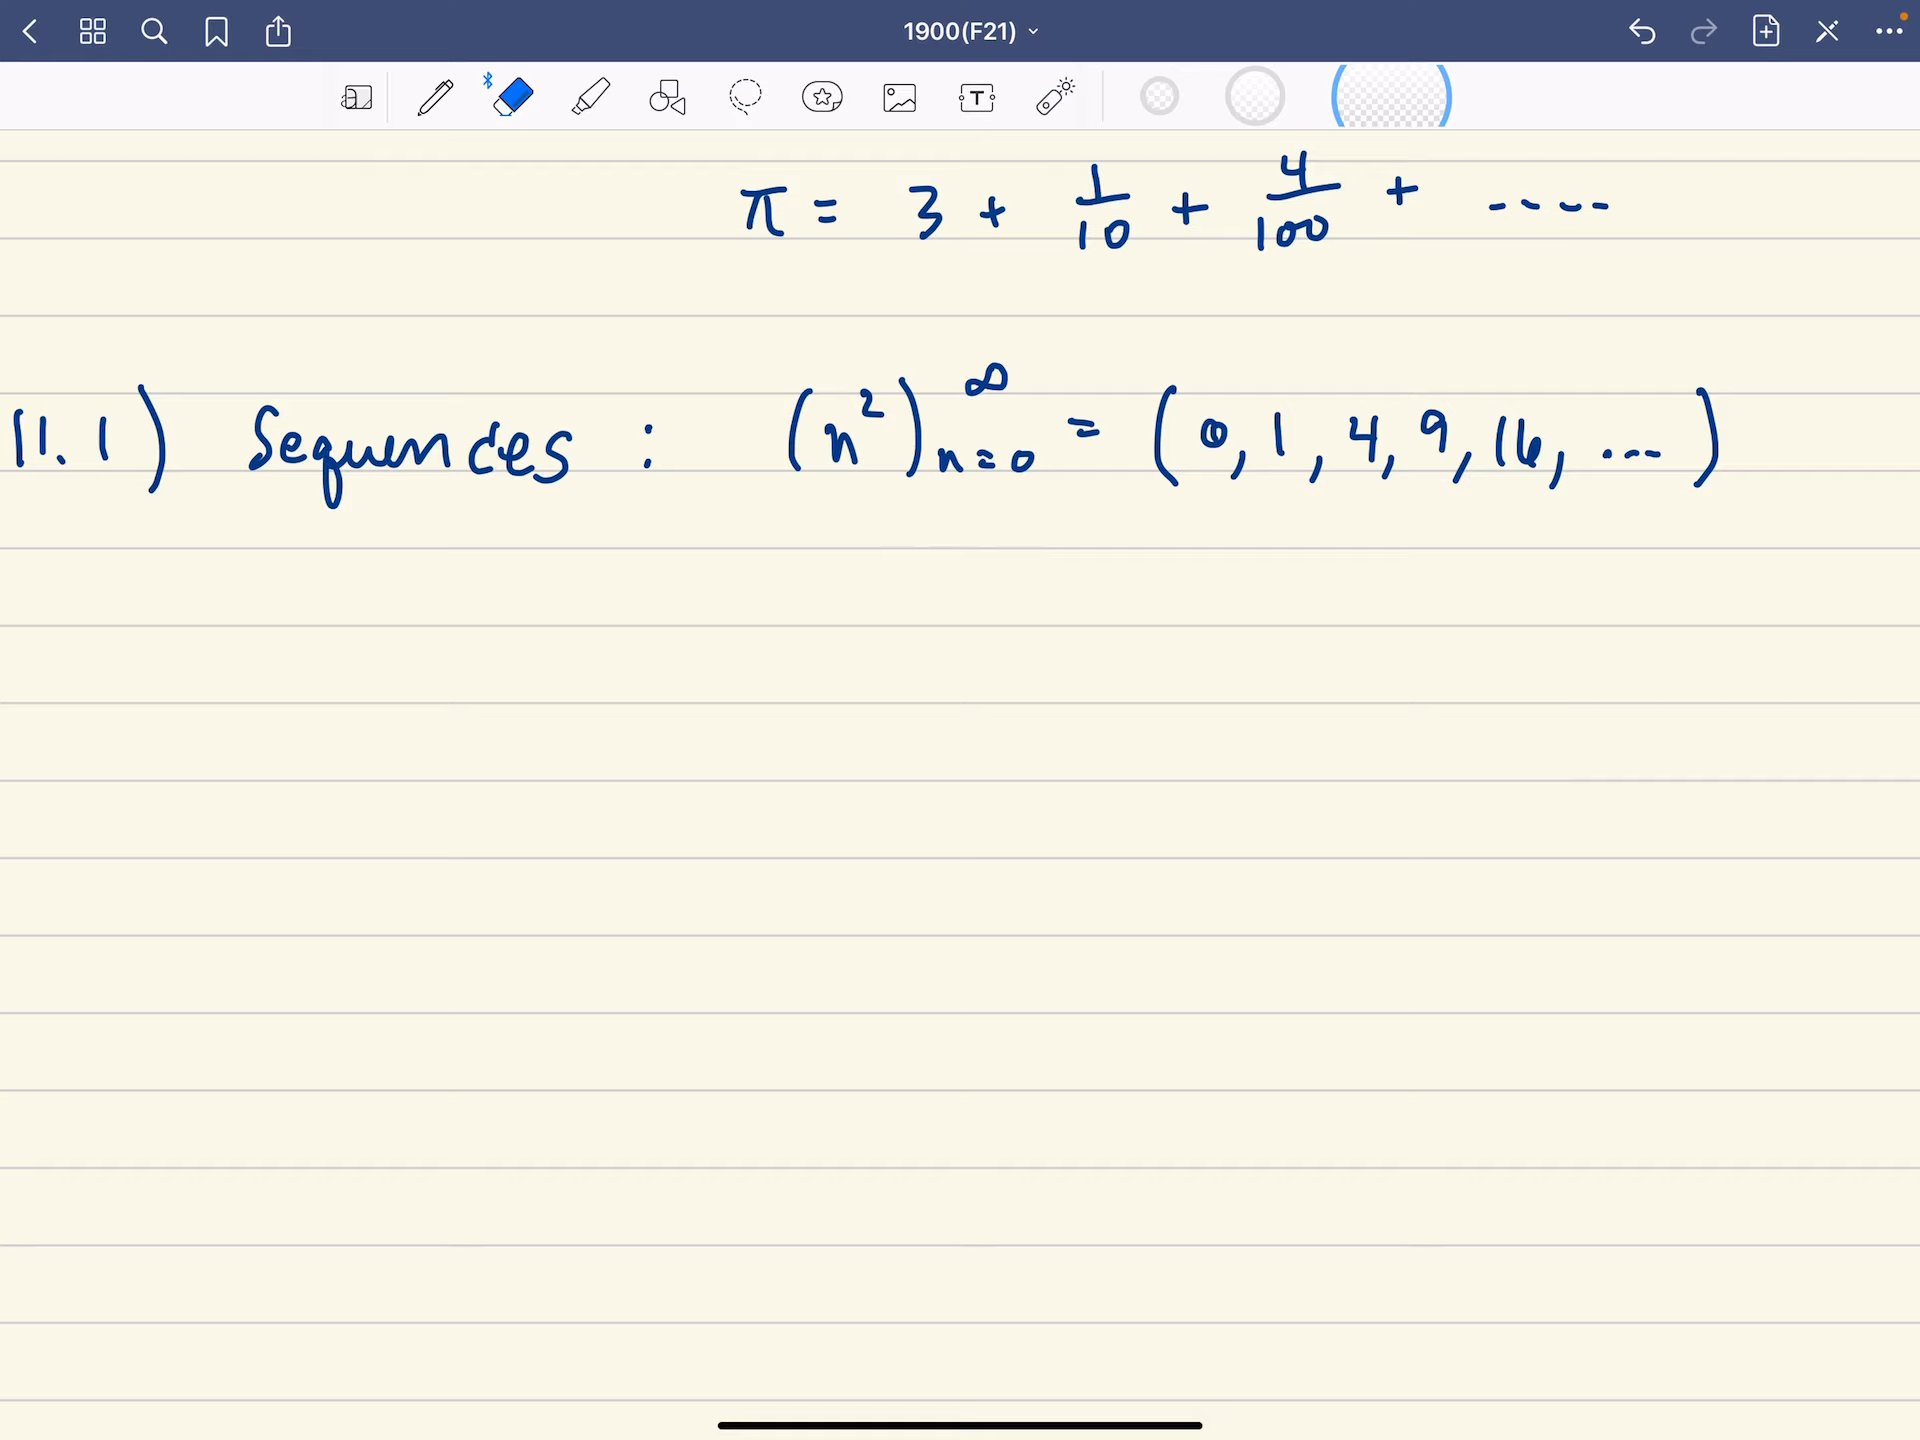 1900(F21)
π = 3 + 1/10 + 4/100 + ----
11.1) Sequences : (n²)_{n=0}^∞ = (0, 1, 4, 9, 16, ...)